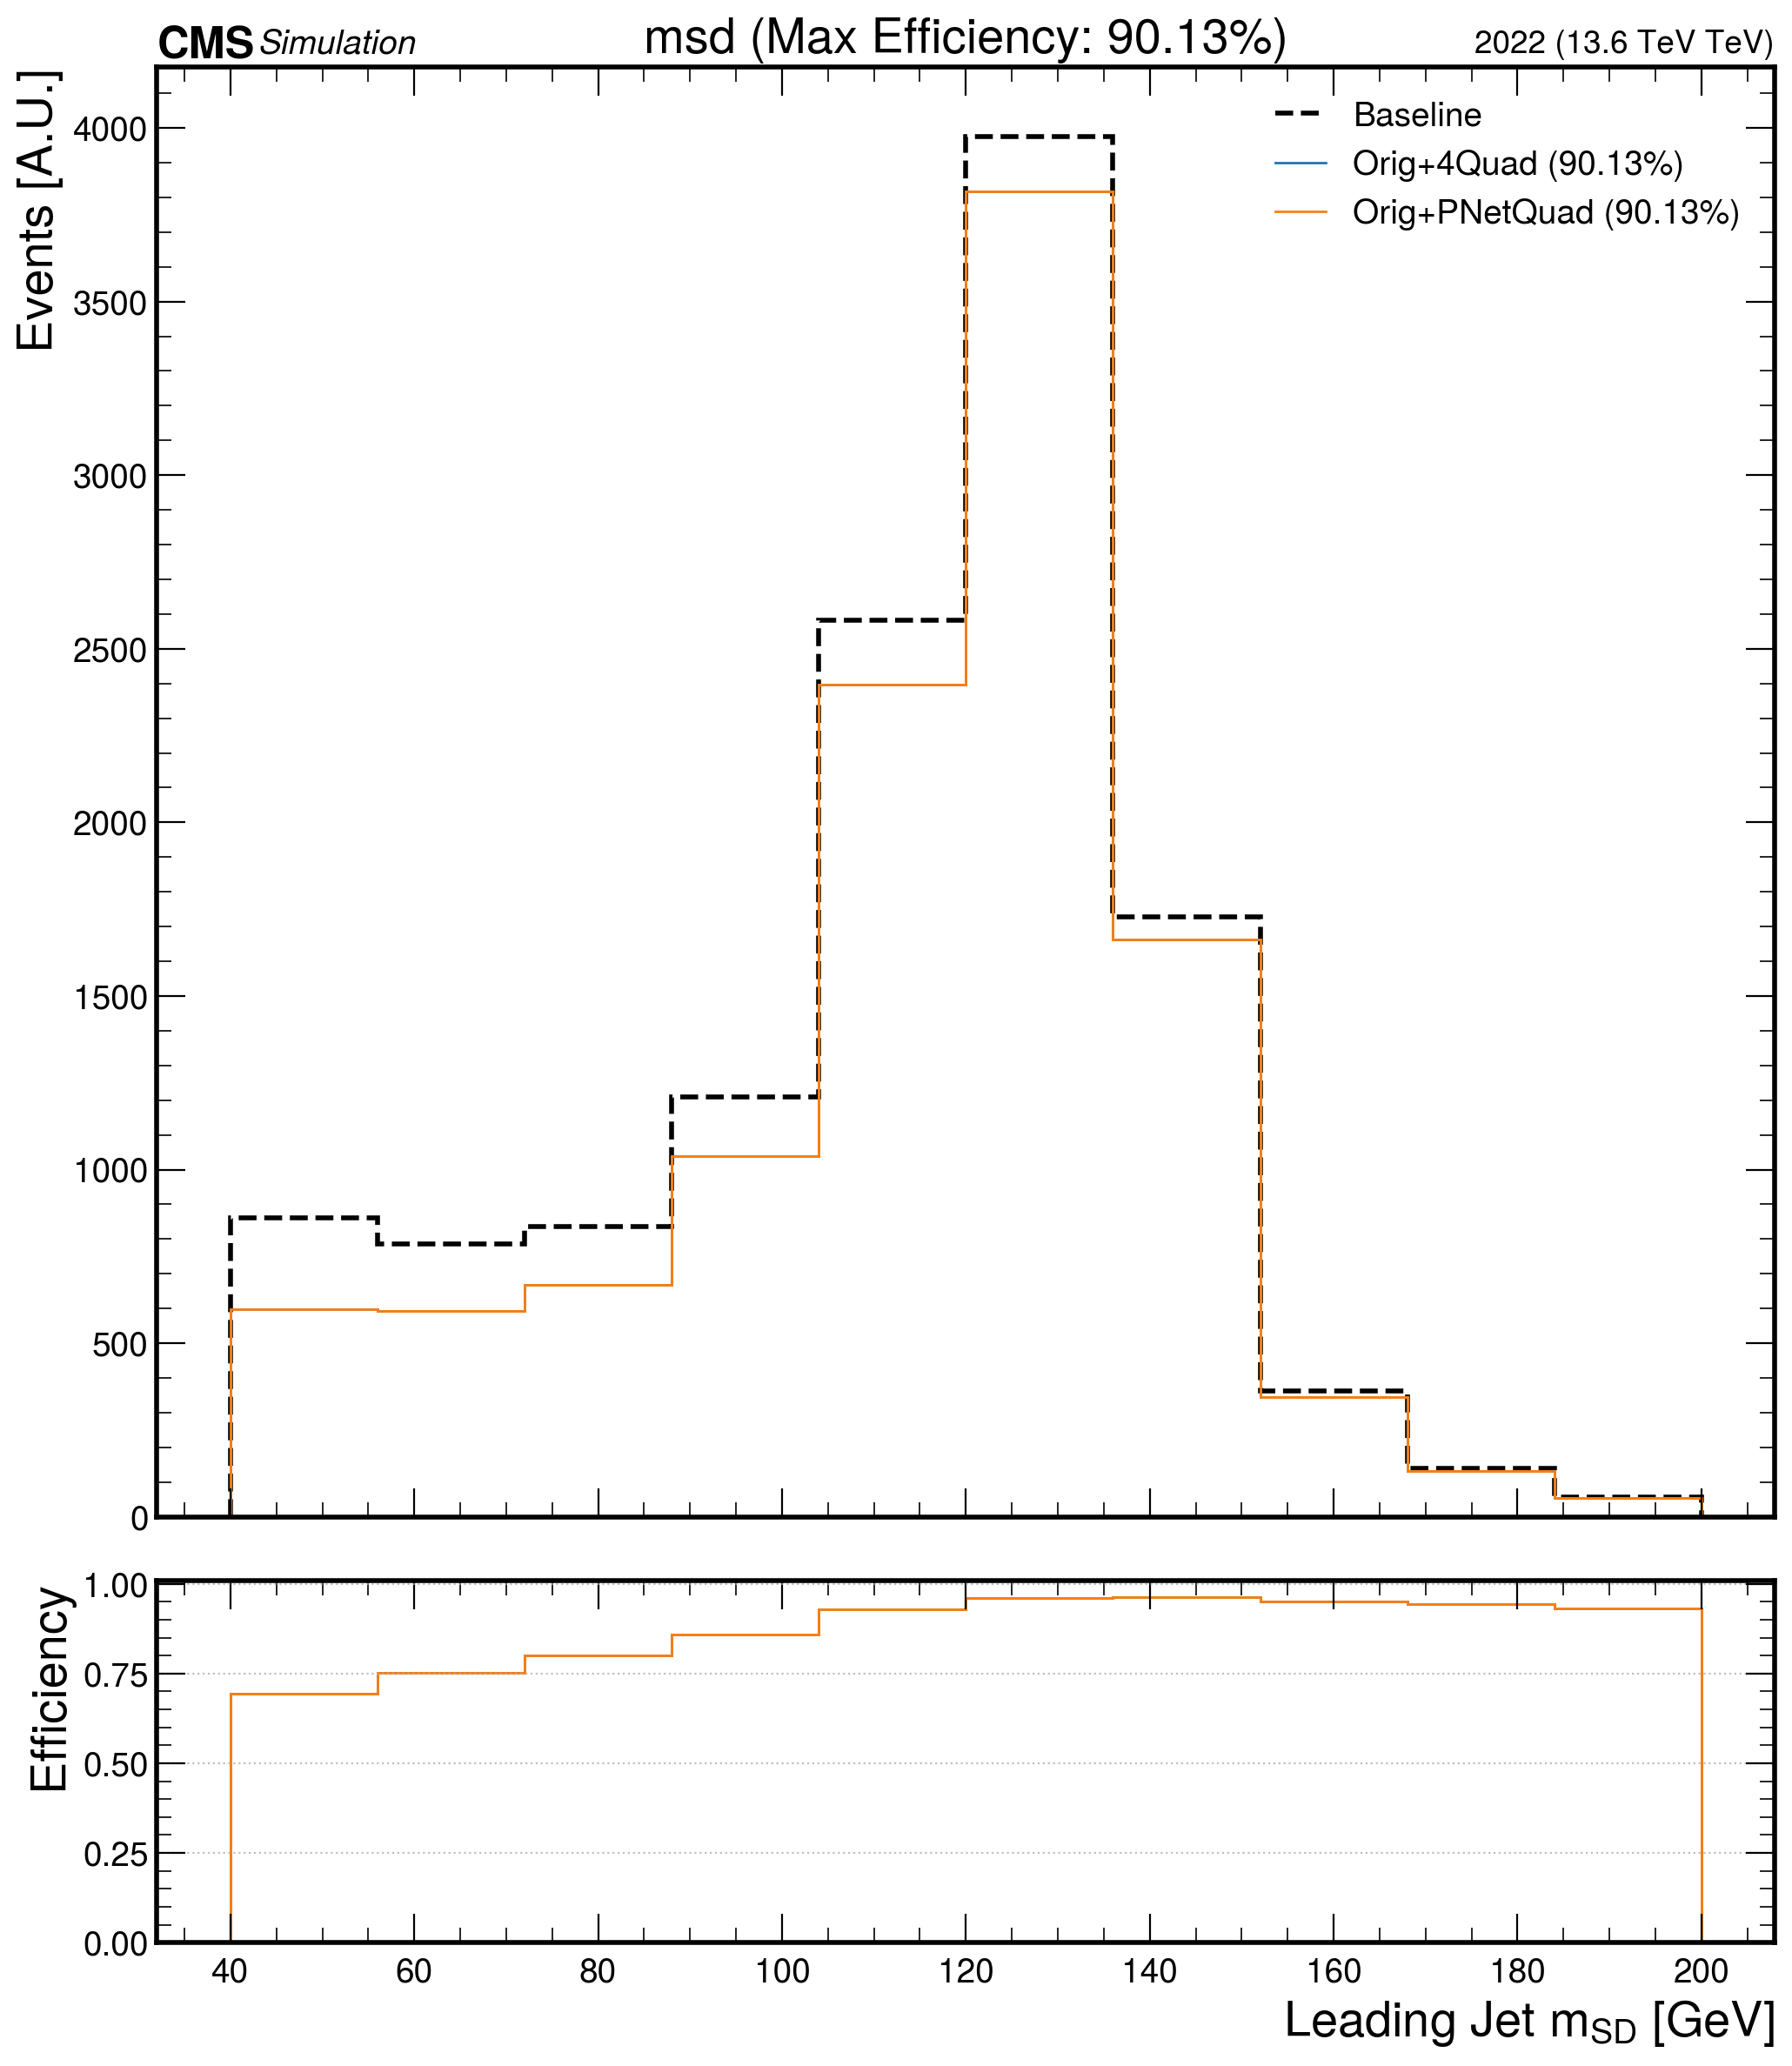 CMS Simulation
msd (Max Efficiency: 90.13%)
2022 (13.6 TeV TeV)
Events [A.U.]
4000
3500
3000
2500
2000
1500
1000
500
0
Baseline
Orig+4Quad (90.13%)
Orig+PNetQuad (90.13%)
Efficiency
1.00
0.75
0.50
0.25
0.00
40 60 80 100 120 140 160 180 200
Leading Jet mSD [GeV]